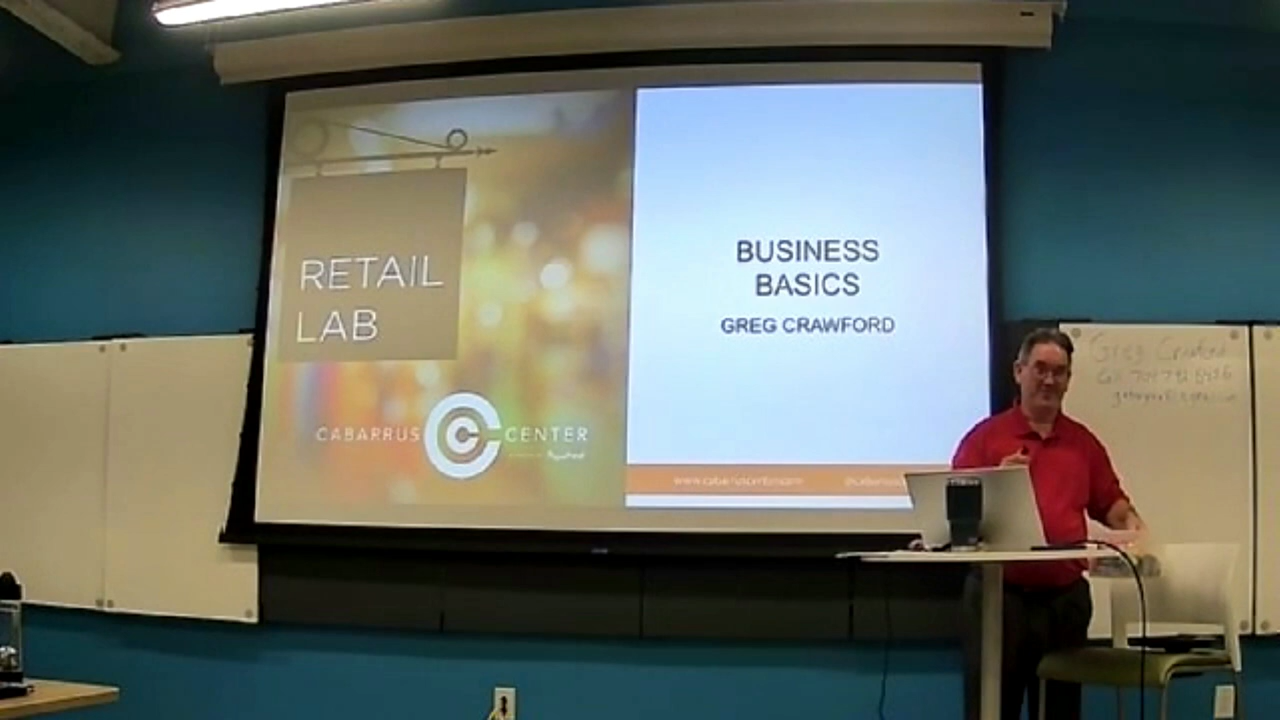 RETAIL
LAB
CABARRUS CENTER
BUSINESS
BASICS
GREG CRAWFORD
Greg Crawford